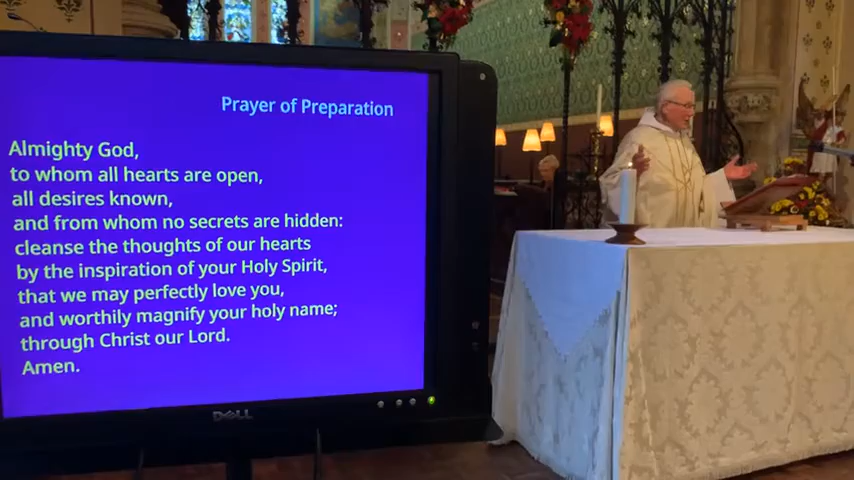 Prayer of Preparation
Almighty God,
to whom all hearts are open,
all desires known,
and from whom no secrets are hidden:
cleanse the thoughts of our hearts
by the inspiration of your Holy Spirit,
that we may perfectly love you,
and worthily magnify your holy name;
through Christ our Lord.
Amen.
DELL